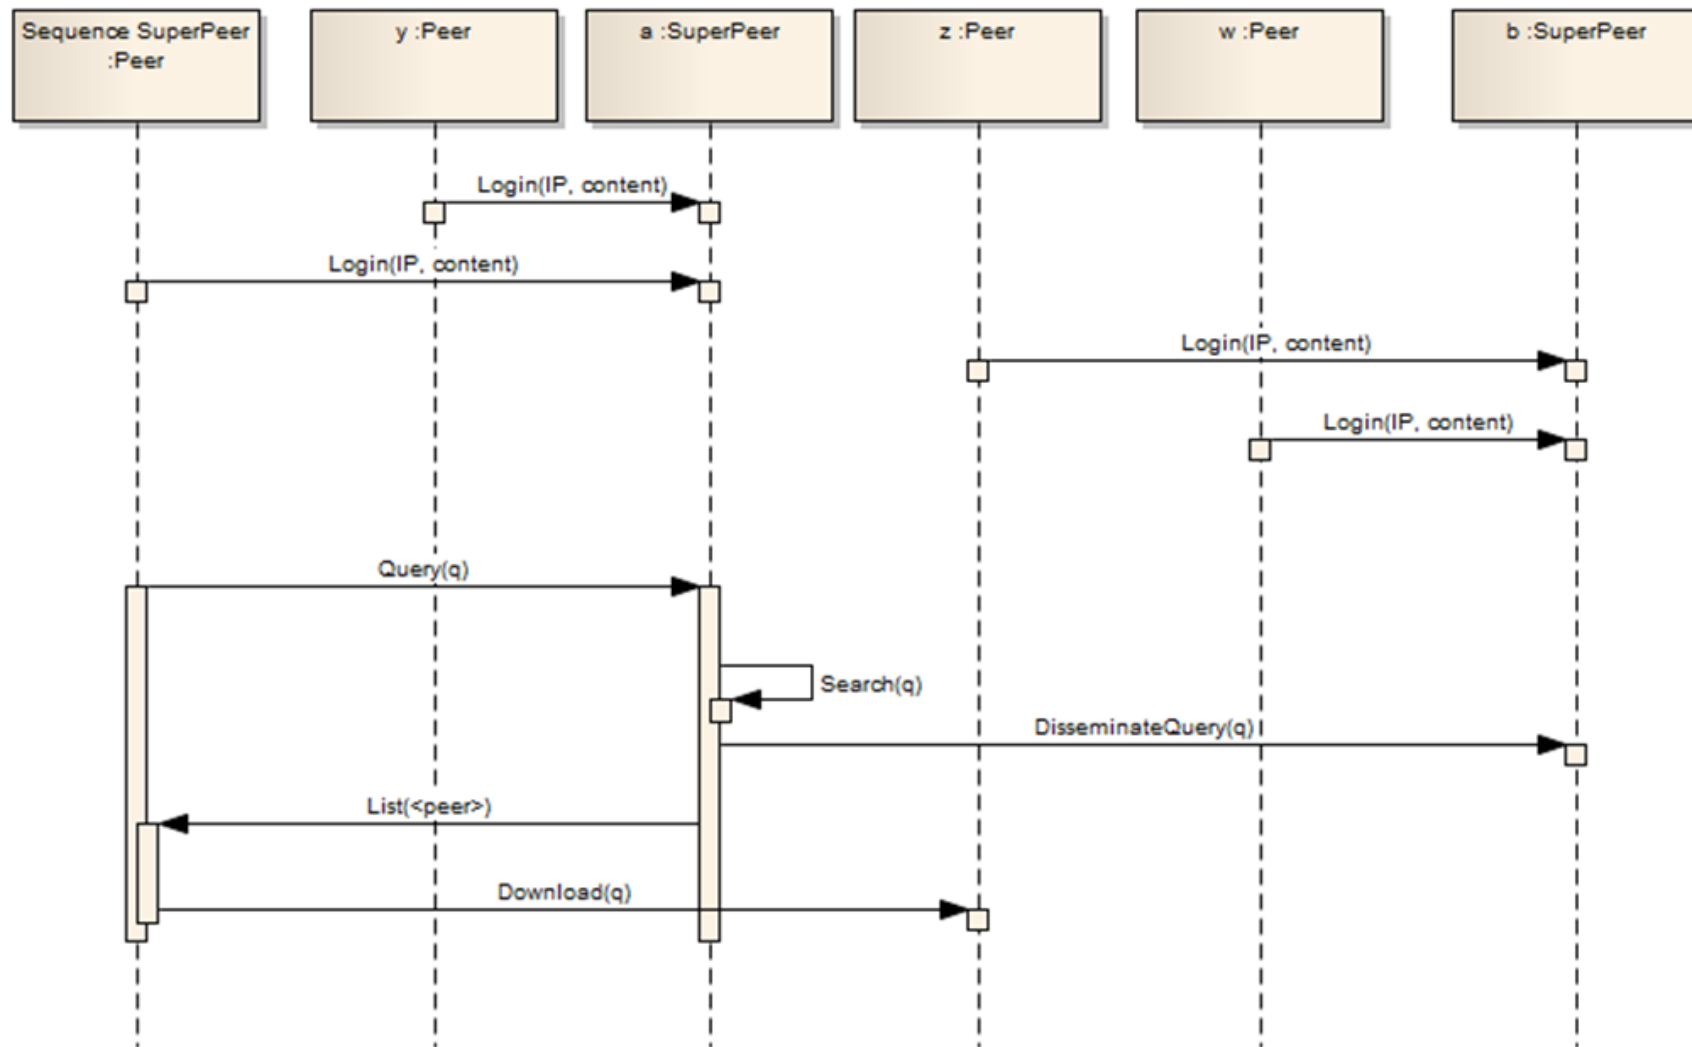 Sequence SuperPeer
:Peer
y :Peer
a :SuperPeer
z :Peer
w :Peer
b :SuperPeer
Login(IP, content)
Login(IP, content)
Login(IP, content)
Login(IP, content)
Query(q)
Search(q)
DisseminateQuery(q)
List(<peer>)
Download(q)